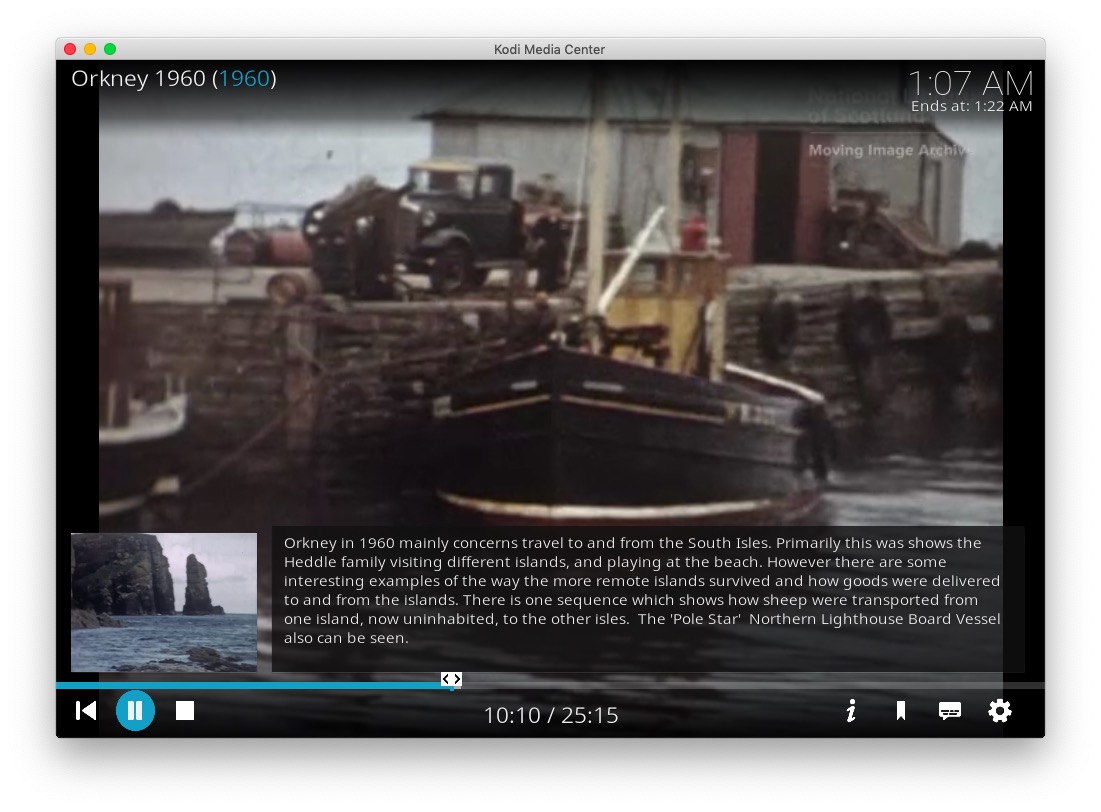 Kodi Media Center
Orkney 1960 (1960)
1:07 AM
Ends at: 1:22 AM
National
of Scotland
Moving Image Archive
Orkney in 1960 mainly concerns travel to and from the South Isles. Primarily this was shows the
Heddle family visiting different islands, and playing at the beach. However there are some
interesting examples of the way the more remote islands survived and how goods were delivered
to and from the islands. There is one sequence which shows how sheep were transported from
one island, now uninhabited, to the other isles.  The 'Pole Star'  Northern Lighthouse Board Vessel
also can be seen.
10:10 / 25:15